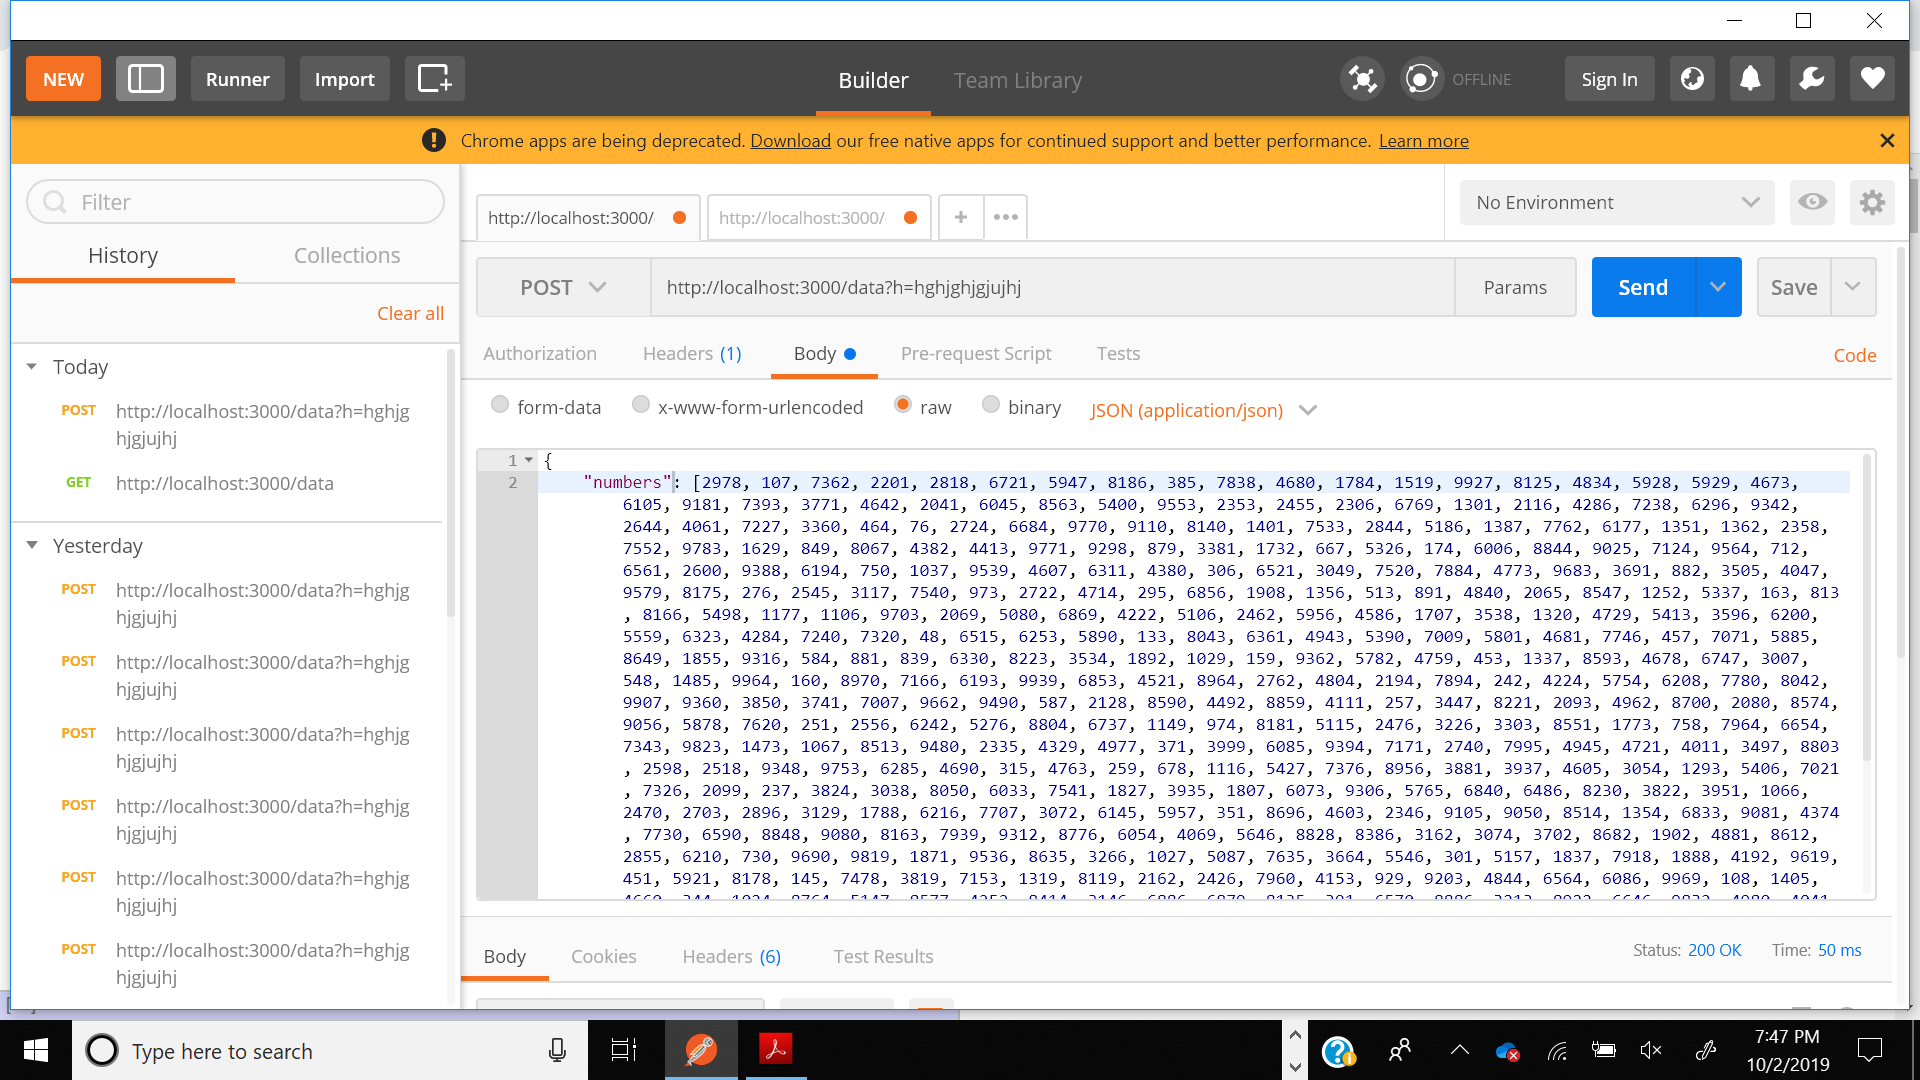 NEW
Runner
Import
Builder
Team Library
OFFLINE
Sign In
Chrome apps are being deprecated. Download our free native apps for continued support and better performance. Learn more
Filter
History
Collections
Clear all
Today
POST http://localhost:3000/data?h=hghjg
hjgjujhj
GET http://localhost:3000/data
Yesterday
POST http://localhost:3000/data?h=hghjg
hjgjujhj
POST http://localhost:3000/data?h=hghjg
hjgjujhj
POST http://localhost:3000/data?h=hghjg
hjgjujhj
POST http://localhost:3000/data?h=hghjg
hjgjujhj
POST http://localhost:3000/data?h=hghjg
hjgjujhj
POST http://localhost:3000/data?h=hghjg
hjgjujhj
http://localhost:3000/
http://localhost:3000/
No Environment
POST
http://localhost:3000/data?h=hghjghjgjujhj
Params
Send
Save
Authorization
Headers (1)
Body
Pre-request Script
Tests
Code
form-data
x-www-form-urlencoded
raw
binary
JSON (application/json)
1 {
2 "numbers": [2978, 107, 7362, 2201, 2818, 6721, 5947, 8186, 385, 7838, 4680, 1784, 1519, 9927, 8125, 4834, 5928, 5929, 4673,
6105, 9181, 7393, 3771, 4642, 2041, 6045, 8563, 5400, 9553, 2353, 2455, 2306, 6769, 1301, 2116, 4286, 7238, 6296, 9342,
2644, 4061, 7227, 3360, 464, 76, 2724, 6684, 9770, 9110, 8140, 1401, 7533, 2844, 5186, 1387, 7762, 6177, 1351, 1362, 2358,
7552, 9783, 1629, 849, 8067, 4382, 4413, 9771, 9298, 879, 3381, 1732, 667, 5326, 174, 6006, 8844, 9025, 7124, 9564, 712,
6561, 2600, 9388, 6194, 750, 1037, 9539, 4607, 6311, 4380, 306, 6521, 3049, 7520, 7884, 4773, 9683, 3691, 882, 3505, 4047,
9579, 8175, 276, 2545, 3117, 7540, 973, 2722, 4714, 295, 6856, 1908, 1356, 513, 891, 4840, 2065, 8547, 1252, 5337, 163, 813
, 8166, 5498, 1177, 1106, 9703, 2069, 5080, 6869, 4222, 5106, 2462, 5956, 4586, 1707, 3538, 1320, 4729, 5413, 3596, 6200,
5559, 6323, 4284, 7240, 7320, 48, 6515, 6253, 5890, 133, 8043, 6361, 4943, 5390, 7009, 5801, 4681, 7746, 457, 7071, 5885,
8649, 1855, 9316, 584, 881, 839, 6330, 8223, 3534, 1892, 1029, 159, 9362, 5782, 4759, 453, 1337, 8593, 4678, 6747, 3007,
548, 1485, 9964, 160, 8970, 7166, 6193, 9939, 6853, 4521, 8964, 2762, 4804, 2194, 7894, 242, 4224, 5754, 6208, 7780, 8042,
9907, 9360, 3850, 3741, 7007, 9662, 9490, 587, 2128, 8590, 4492, 8859, 4111, 257, 3447, 8221, 2093, 4962, 8700, 2080, 8574,
9056, 5878, 7620, 251, 2556, 6242, 5276, 8804, 6737, 1149, 974, 8181, 5115, 2476, 3226, 3303, 8551, 1773, 758, 7964, 6654,
7343, 9823, 1473, 1067, 8513, 9480, 2335, 4329, 4977, 371, 3999, 6085, 9394, 7171, 2740, 7995, 4945, 4721, 4011, 3497, 8803
, 2598, 2518, 9348, 9753, 6285, 4690, 315, 4763, 259, 678, 1116, 5427, 7376, 8956, 3881, 3937, 4605, 3054, 1293, 5406, 7021
, 7326, 2099, 237, 3824, 3038, 8050, 6033, 7541, 1827, 3935, 1807, 6073, 9306, 5765, 6840, 6486, 8230, 3822, 3951, 1066,
2470, 2703, 2896, 3129, 1788, 6216, 7707, 3072, 6145, 5957, 351, 8696, 4603, 2346, 9105, 9050, 8514, 1354, 6833, 9081, 4374
, 7730, 6590, 8848, 9080, 8163, 7939, 9312, 8776, 6054, 4069, 5646, 8828, 8386, 3162, 3074, 3702, 8682, 1902, 4881, 8612,
2855, 6210, 730, 9690, 9819, 1871, 9536, 8635, 3266, 1027, 5087, 7635, 3664, 5546, 301, 5157, 1837, 7918, 1888, 4192, 9619,
451, 5921, 8178, 145, 7478, 3819, 7153, 1319, 8119, 2162, 2426, 7960, 4153, 929, 9203, 4844, 6564, 6086, 9969, 108, 1405,
Body
Cookies
Headers (6)
Test Results
Status: 200 OK
Time: 50 ms
Type here to search
7:47 PM
10/2/2019